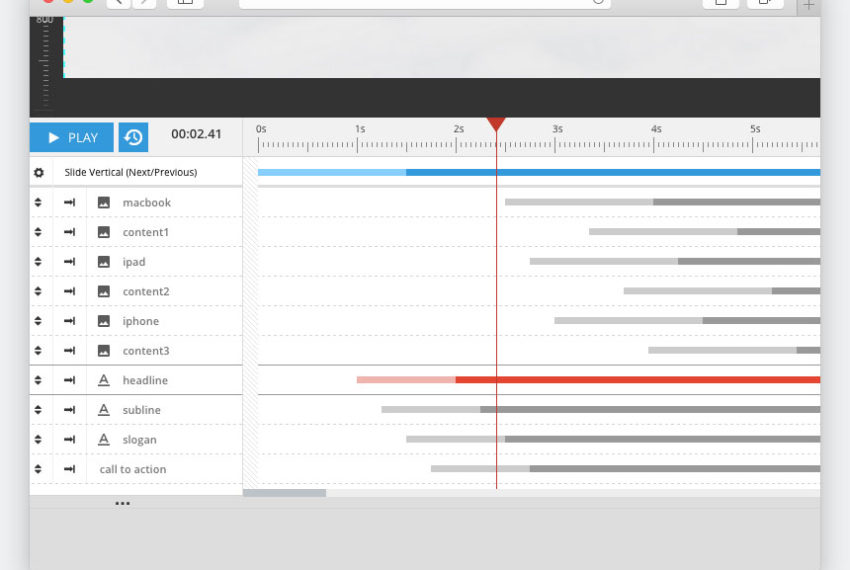 800
PLAY 00:02.41 0s 1s 2s 3s 4s 5s
Slide Vertical (Next/Previous)
macbook
content1
ipad
content2
iphone
content3
headline
subline
slogan
call to action